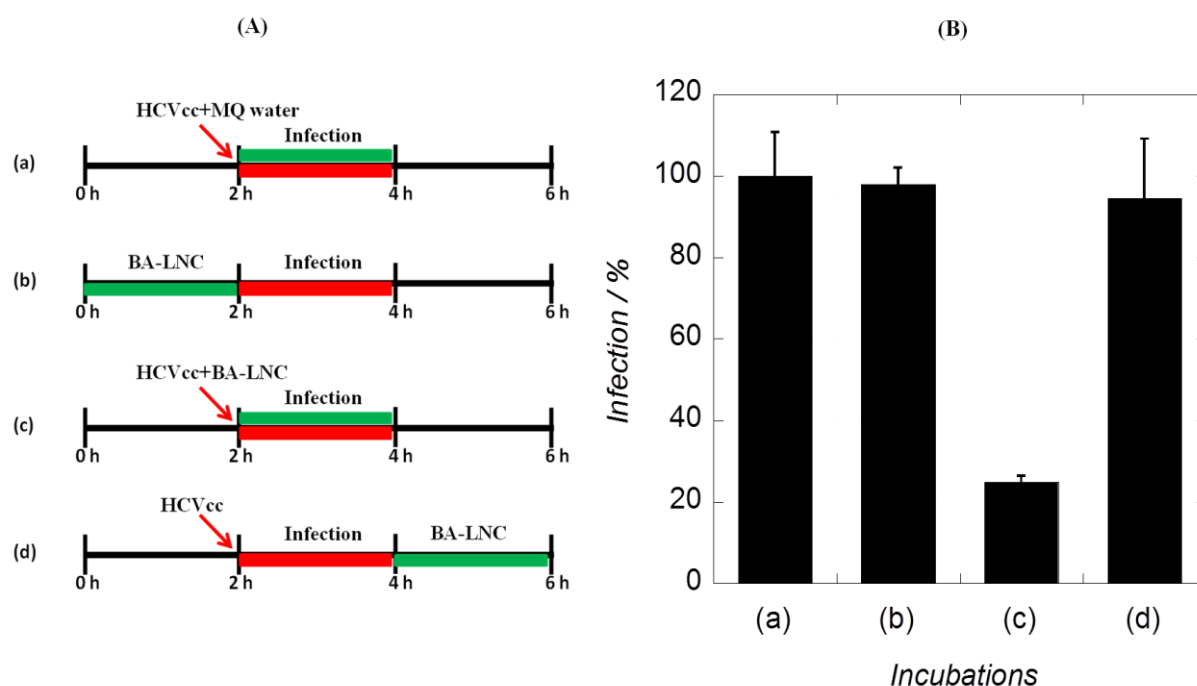 (A)
HCVcc+MQ water
Infection
(a)
0 h 2 h 4 h 6 h
BA-LNC Infection
(b)
0 h 2 h 4 h 6 h
HCVcc+BA-LNC
Infection
(c)
0 h 2 h 4 h 6 h
HCVcc
Infection BA-LNC
(d)
0 h 2 h 4 h 6 h
(B)
Infection / %
120
100
80
60
40
20
0
(a) (b) (c) (d)
Incubations